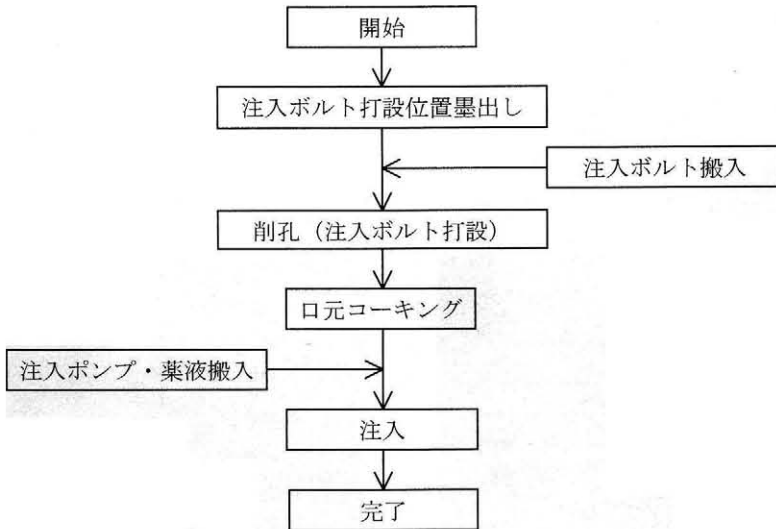 開始
注入ボルト打設位置墨出し
注入ボルト搬入
削孔（注入ボルト打設）
口元コーキング
注入ポンプ・薬液搬入
注入
完了